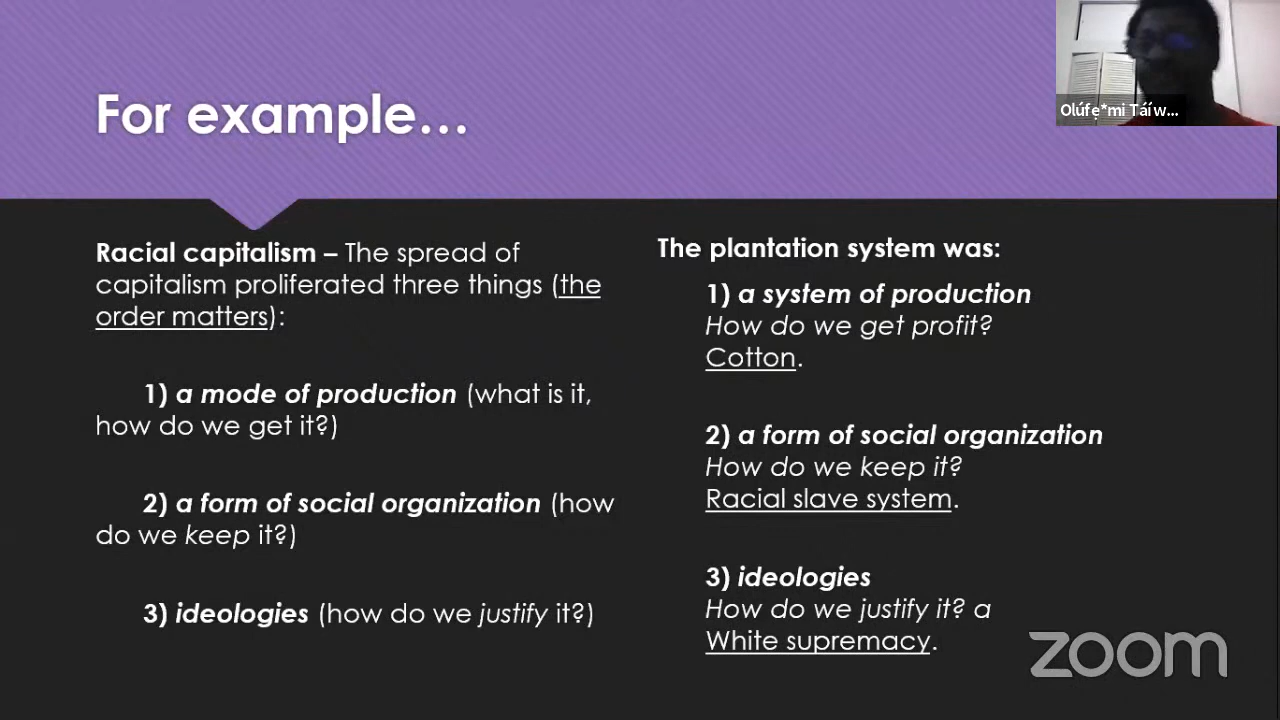 For example…
Olúfẹ*mi Táíw...
Racial capitalism – The spread of
capitalism proliferated three things (the
order matters):
1) a mode of production (what is it,
how do we get it?)
2) a form of social organization (how
do we keep it?)
3) ideologies (how do we justify it?)
The plantation system was:
1) a system of production
How do we get profit?
Cotton.
2) a form of social organization
How do we keep it?
Racial slave system.
3) ideologies
How do we justify it? a
White supremacy.
zoom